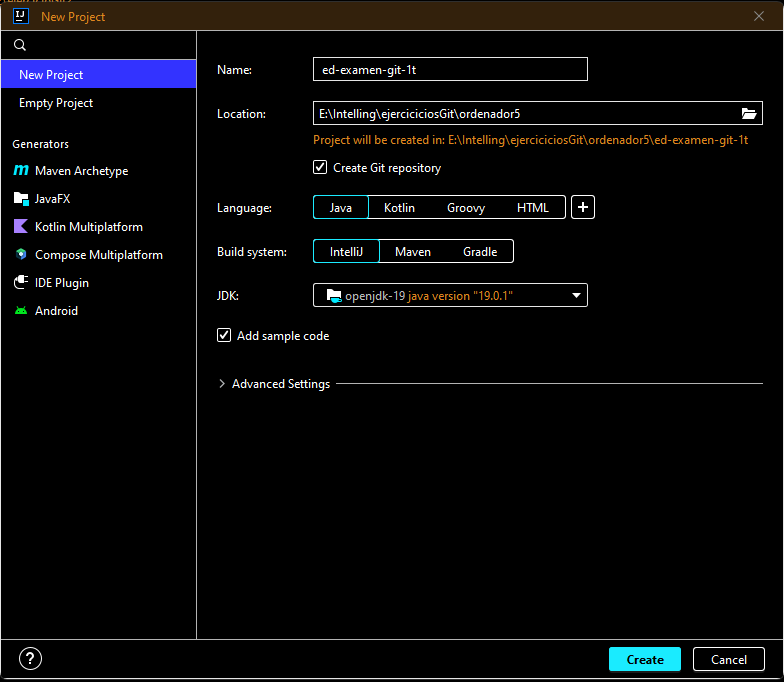 IJ
New Project
New Project
Empty Project
Generators
m Maven Archetype
JavaFX
Kotlin Multiplatform
Compose Multiplatform
IDE Plugin
Android
Name: ed-examen-git-1t
Location: E:\Intelling\ejerciciciosGit\ordenador5
Project will be created in: E:\Intelling\ejerciciciosGit\ordenador5\ed-examen-git-1t
Create Git repository
Language: Java Kotlin Groovy HTML +
Build system: IntelliJ Maven Gradle
JDK: openjdk-19 java version "19.0.1"
Add sample code
Advanced Settings
? Create Cancel